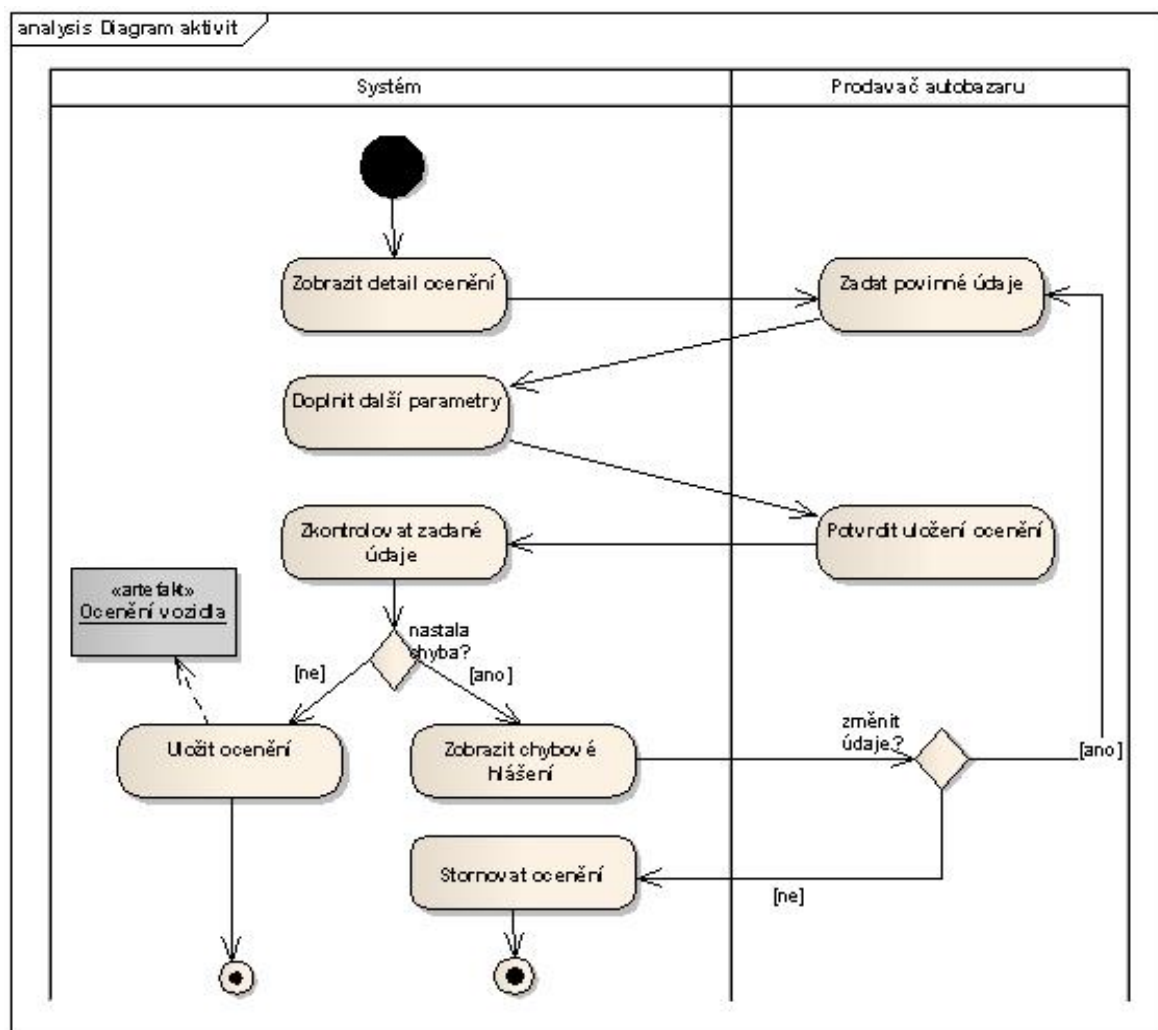 analysis Diagram aktivit
Systém
Prodavač autobazaru
Zobrazit detail ocenění
Zadat povinné údaje
Doplnit další parametry
Zkontrolovat zadané
údaje
Potvrdit uložení ocenění
«artefakt»
Ocenění vozidla
nastala
chyba?
[ne]
[ano]
Uložit ocenění
Zobrazit chybové
hlášení
změnit
údaje?
[ano]
Stornovat ocenění
[ne]